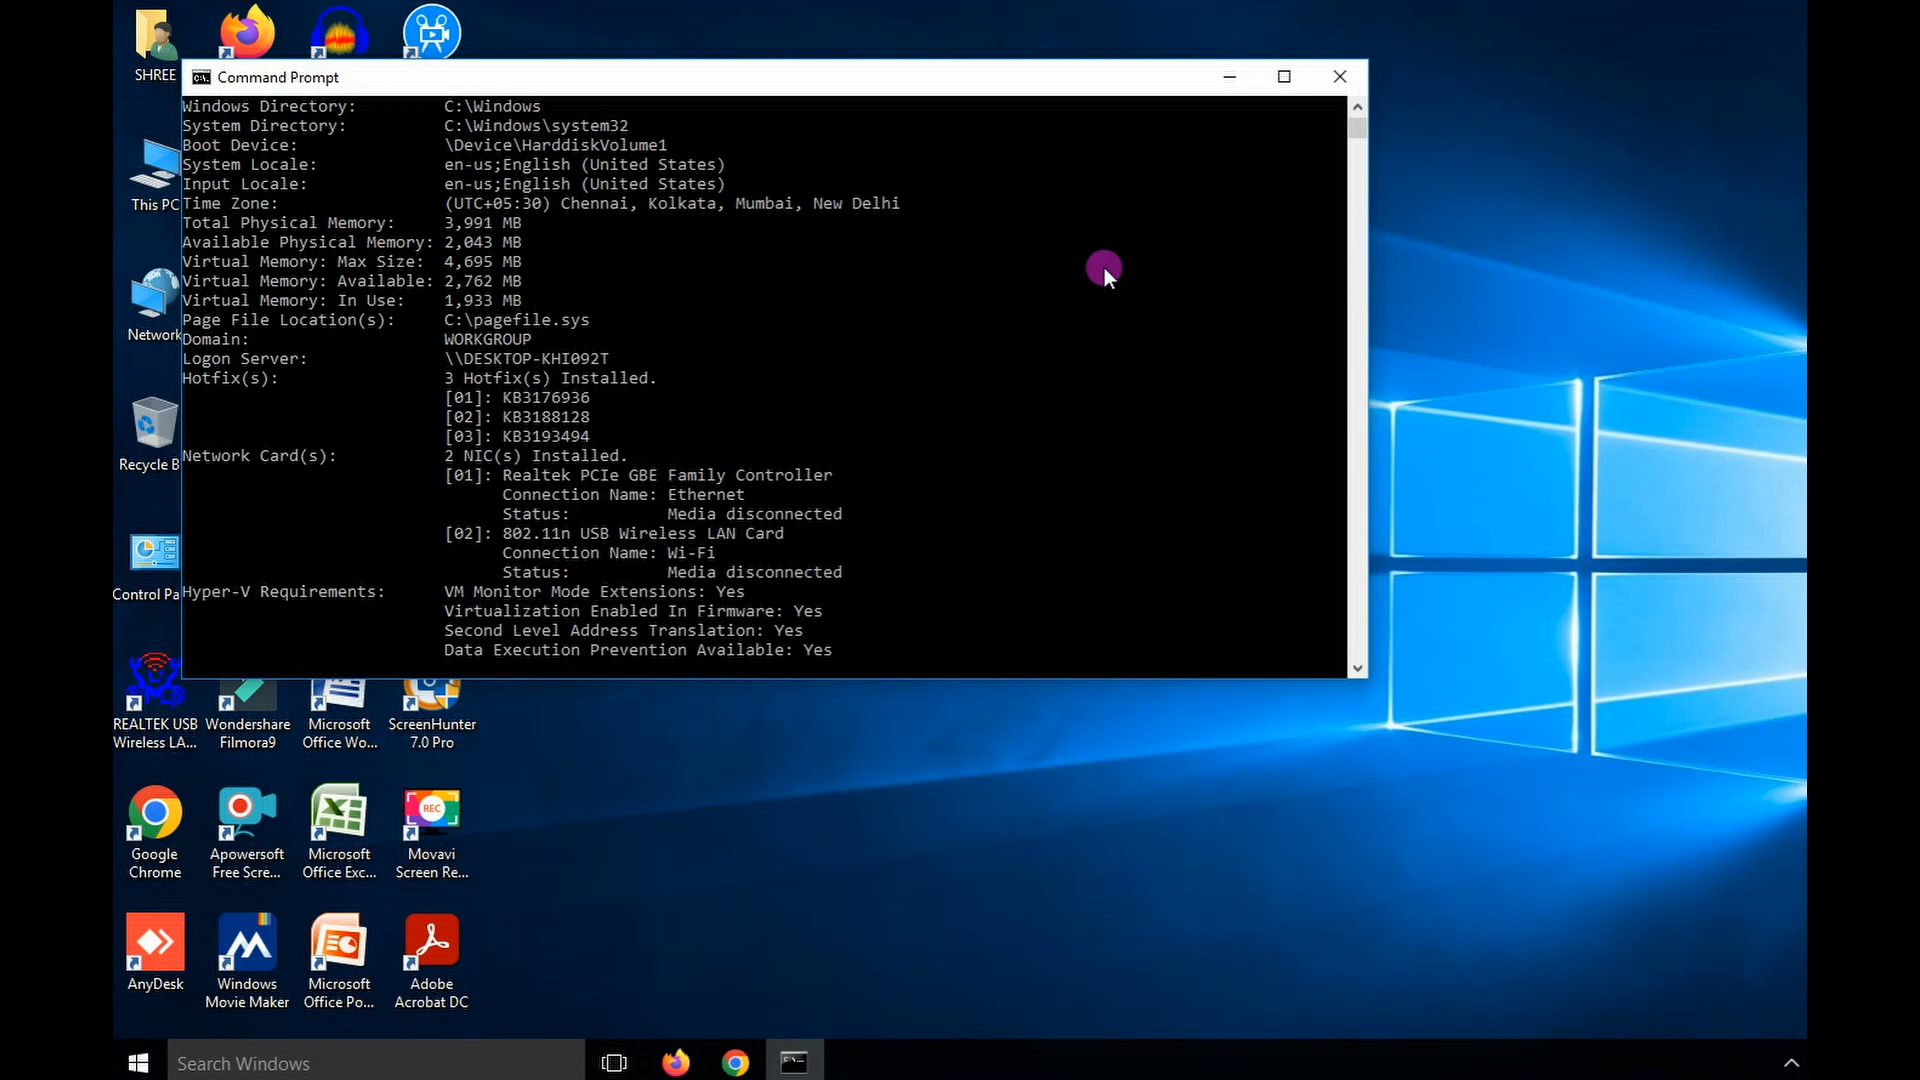 SHREE
Command Prompt
Windows Directory: C:\Windows
System Directory: C:\Windows\system32
Boot Device: \Device\HarddiskVolume1
System Locale: en-us;English (United States)
Input Locale: en-us;English (United States)
Time Zone: (UTC+05:30) Chennai, Kolkata, Mumbai, New Delhi
Total Physical Memory: 3,991 MB
Available Physical Memory: 2,043 MB
Virtual Memory: Max Size: 4,695 MB
Virtual Memory: Available: 2,762 MB
Virtual Memory: In Use: 1,933 MB
Page File Location(s): C:\pagefile.sys
Domain: WORKGROUP
Logon Server: \\DESKTOP-KHI092T
Hotfix(s): 3 Hotfix(s) Installed.
[01]: KB3176936
[02]: KB3188128
[03]: KB3193494
Network Card(s): 2 NIC(s) Installed.
[01]: Realtek PCIe GBE Family Controller
Connection Name: Ethernet
Status: Media disconnected
[02]: 802.11n USB Wireless LAN Card
Connection Name: Wi-Fi
Status: Media disconnected
Hyper-V Requirements: VM Monitor Mode Extensions: Yes
Virtualization Enabled In Firmware: Yes
Second Level Address Translation: Yes
Data Execution Prevention Available: Yes
This PC
Network
Recycle B
Control Pa
REALTEK USB
Wireless LA...
Wondershare
Filmora9
Microsoft
Office Wo...
ScreenHunter
7.0 Pro
Google
Chrome
Apowersoft
Free Scre...
Microsoft
Office Exc...
REC
Movavi
Screen Re...
AnyDesk
Windows
Movie Maker
Microsoft
Office Po...
Adobe
Acrobat DC
Search Windows